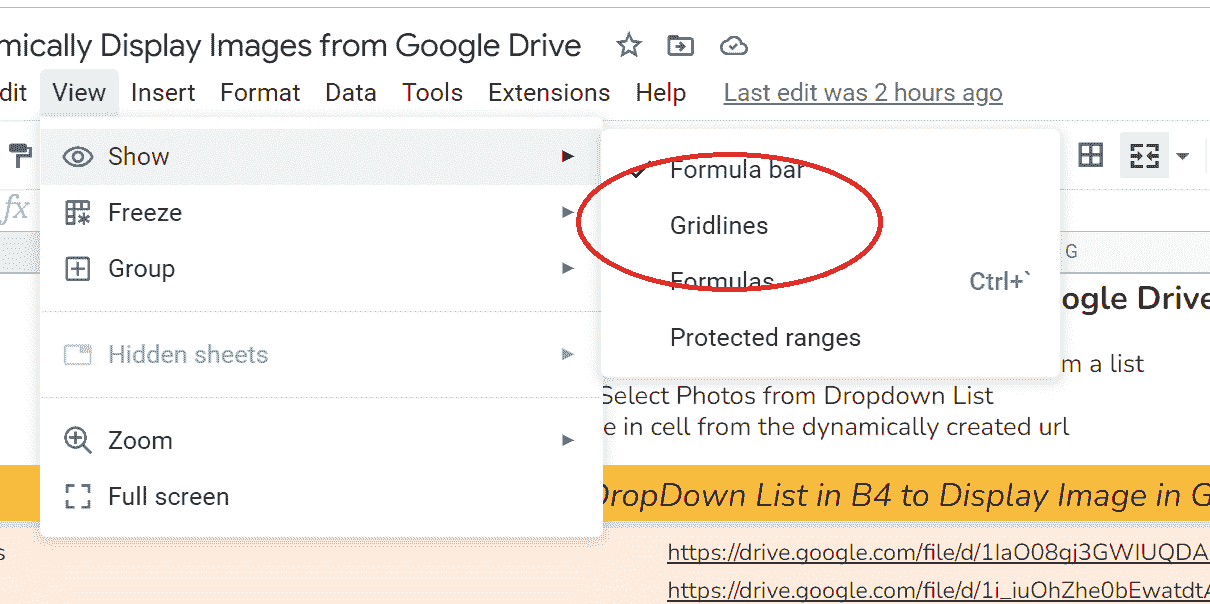 mically Display Images from Google Drive
dit View Insert Format Data Tools Extensions Help Last edit was 2 hours ago
Show
Formula bar
fx
Freeze
Gridlines
G
Group
Formulas Ctrl+`
ogle Drive
Hidden sheets
Protected ranges
m a list
Select Photos from Dropdown List
e in cell from the dynamically created url
Zoom
Full screen
DropDown List in B4 to Display Image in G
s https://drive.google.com/file/d/1IaO08gj3GWIUQDA
https://drive.google.com/file/d/1i_iuOhZhe0bEwatdtA